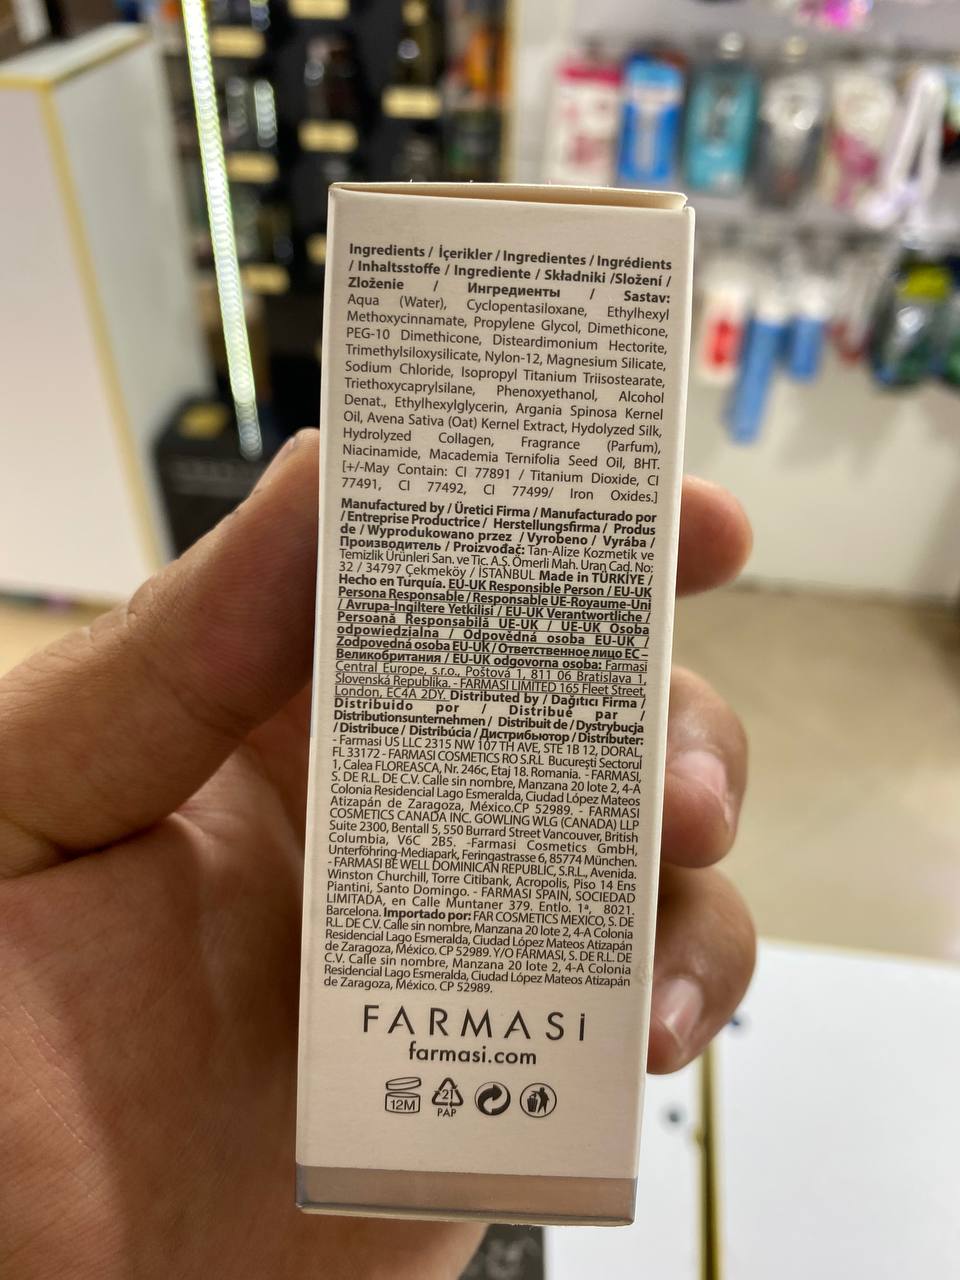 Ingredients / İçerikler / Ingredientes / Ingrédients
/ Inhaltsstoffe / Ingrediente / Składniki /Složení /
Zloženie / Ингредиенты / Sastav:
Aqua (Water), Cyclopentasiloxane, Ethylhexyl
Methoxycinnamate, Propylene Glycol, Dimethicone,
PEG-10 Dimethicone, Disteardimonium Hectorite,
Trimethylsiloxysilicate, Nylon-12, Magnesium Silicate,
Sodium Chloride, Isopropyl Titanium Triisostearate,
Triethoxycaprylsilane, Phenoxyethanol, Alcohol
Denat., Ethylhexylglycerin, Argania Spinosa Kernel
Oil, Avena Sativa (Oat) Kernel Extract, Hydolyzed Silk,
Hydrolyzed Collagen, Fragrance (Parfum),
Niacinamide, Macademia Ternifolia Seed Oil, BHT.
[+/-May Contain: CI 77891 / Titanium Dioxide, CI
77491, CI 77492, CI 77499/ Iron Oxides.]
Manufactured by / Üretici Firma / Manufacturado por
/ Entreprise Productrice / Herstellungsfirma / Produs
de / Wyprodukowano przez / Vyrobeno / Vyrába /
Производитель / Proizvođač: Tan-Alize Kozmetik ve
Temizlik Ürünleri San. ve Tic. A.S. Ömerli Mah. Uran Cad. No:
32 / 34797 Çekmeköy / İSTANBUL Made in TÜRKİYE /
Hecho en Turquía. EU-UK Responsible Person / EU-UK
Persona Responsable / Responsable UE-Royaume-Uni
/ Avrupa-İngiltere Yetkilisi / EU-UK Verantwortliche /
Persoană Responsabilă UE-UK / UE-UK Osoba
odpowiedzialna / Odpovědná osoba EU-UK /
Zodpovedná osoba EU-UK / Ответственное лицо ЕС –
Великобритания / EU-UK odgovorna osoba: Farmasi
Central Europe, s.r.o., Poštová 1, 811 06 Bratislava 1,
Slovenská Republika. - FARMASI LIMITED 165 Fleet Street,
London, EC4A 2DY. Distributed by / Dağıtıcı Firma /
Distribuido por / Distribué par /
Distributionsunternehmen / Distribuit de / Dystrybucja
/ Distribuce / Distribúcia / Дистрибьютор / Distributer:
- Farmasi US LLC 2315 NW 107 TH AVE, STE 1B 12, DORAL,
FL 33172 - FARMASI COSMETICS RO S.R.L. Bucureşti Sectorul
1, Calea FLOREASCA, Nr. 246c, Etaj 18. Romania. - FARMASI,
S. DE R.L. DE C.V. Calle sin nombre, Manzana 20 lote 2, 4-A
Colonia Residencial Lago Esmeralda, Ciudad López Mateos
Atizapán de Zaragoza, México.CP 52989. - FARMASI
COSMETICS CANADA INC. GOWLING WLG (CANADA) LLP
Suite 2300, Bentall 5, 550 Burrard Street Vancouver, British
Columbia, V6C 2B5. -Farmasi Cosmetics GmbH,
Unterföhring-Mediapark, Feringastrasse 6, 85774 München.
- FARMASI BE WELL DOMINICAN REPUBLIC, S.R.L., Avenida.
Winston Churchill, Torre Citibank, Acropolis, Piso 14 Ens
Piantini, Santo Domingo. - FARMASI SPAIN, SOCIEDAD
LIMITADA, en Calle Muntaner 379. Entlo. 1ª, 8021.
Barcelona. Importado por: FAR COSMETICS MEXICO, S. DE
R.L. DE C.V. Calle sin nombre, Manzana 20 lote 2, 4-A Colonia
Residencial Lago Esmeralda, Ciudad López Mateos Atizapán
de Zaragoza, México. CP 52989. Y/O FARMASI, S. DE R.L. DE
C.V. Calle sin nombre, Manzana 20 lote 2, 4-A Colonia
Residencial Lago Esmeralda, Ciudad López Mateos Atizapán
de Zaragoza, México. CP 52989.
FARMASi
farmasi.com
12M
21
PAP